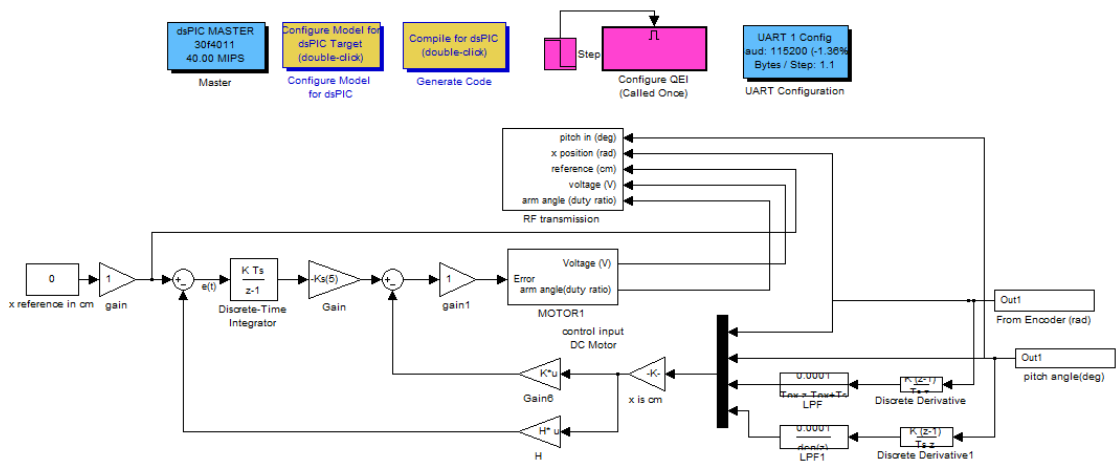 dsPIC MASTER
30f4011
40.00 MIPS
Master
Configure Model for
dsPIC Target
(double-click)
Configure Model
for dsPIC
Compile for dsPIC
(double-click)
Generate Code
Step
Configure QEI
(Called Once)
UART 1 Config
aud: 115200 (-1.36%
Bytes / Step: 1.1
UART Configuration
pitch in (deg)
x position (rad)
reference (cm)
voltage (V)
arm angle (duty ratio)
RF transmission
0
x reference in cm
1
gain
e(t)
K Ts
z-1
Discrete-Time
Integrator
-Ks(5)
Gain
1
gain1
Error
Voltage (V)
arm angle(duty ratio)
MOTOR1
control input
DC Motor
K*u
Gain6
H* u
H
-K-
x is cm
0.0001
LPF
K (z-1)
Ts z
Discrete Derivative
0.0001
den(z)
LPF1
K (z-1)
Ts z
Discrete Derivative1
Out1
From Encoder (rad)
Out1
pitch angle(deg)